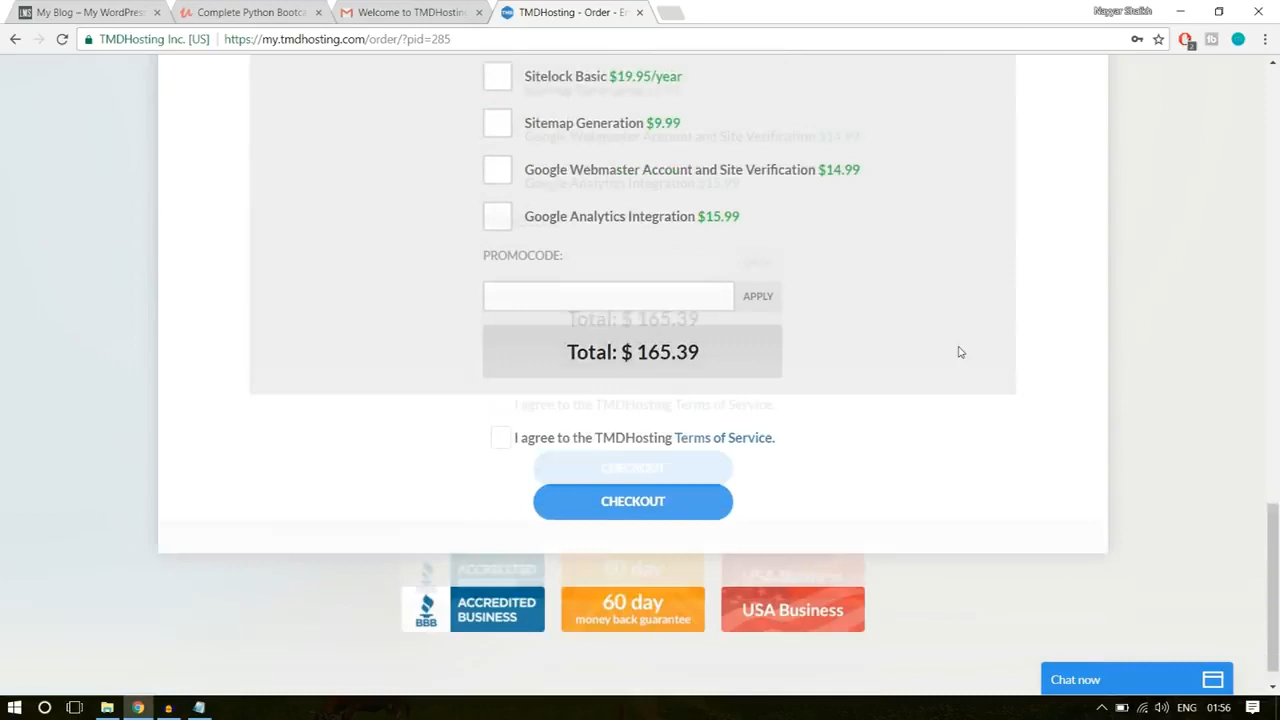 My Blog – My WordPress
Complete Python Bootca
Welcome to TMDHostin
TMDHosting - Order - En
Nayyar Shaikh
TMDHosting Inc. [US]
https://my.tmdhosting.com/order/?pid=285
Sitelock Basic $19.95/year
Sitemap Generation $9.99
Google Webmaster Account and Site Verification $14.99
Google Analytics Integration $15.99
PROMOCODE:
APPLY
Total: $ 165.39
I agree to the TMDHosting Terms of Service.
CHECKOUT
BBB
ACCREDITED
BUSINESS
60 day
money back guarantee
USA Business
Chat now
ENG
01:56